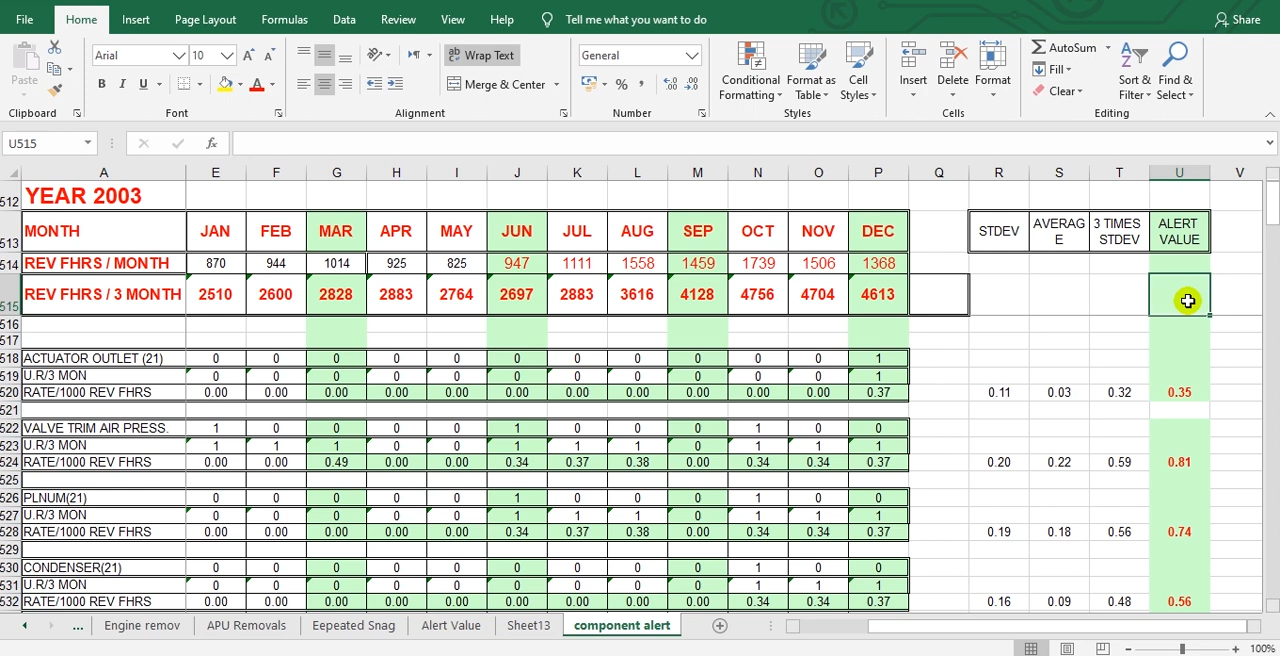 File Home Insert Page Layout Formulas Data Review View Help Tell me what you want to do Share
Arial 10 Wrap Text General AutoSum
Paste B I U Merge & Center % , Conditional Formatting Format as Table Cell Styles Insert Delete Format Fill Clear Sort & Filter Find & Select
Clipboard Font Alignment Number Styles Cells Editing
U515 fx
A E F G H I J K L M N O P Q R S T U V
512 YEAR 2003
513 MONTH JAN FEB MAR APR MAY JUN JUL AUG SEP OCT NOV DEC STDEV AVERAGE 3 TIMES STDEV ALERT VALUE
514 REV FHRS / MONTH 870 944 1014 925 825 947 1111 1558 1459 1739 1506 1368
515 REV FHRS / 3 MONTH 2510 2600 2828 2883 2764 2697 2883 3616 4128 4756 4704 4613
516
517
518 ACTUATOR OUTLET (21) 0 0 0 0 0 0 0 0 0 0 0 1
519 U.R/3 MON 0 0 0 0 0 0 0 0 0 0 0 1
520 RATE/1000 REV FHRS 0.00 0.00 0.00 0.00 0.00 0.00 0.00 0.00 0.00 0.00 0.00 0.37 0.11 0.03 0.32 0.35
521
522 VALVE TRIM AIR PRESS. 1 0 0 0 0 1 0 0 0 1 0 0
523 U.R/3 MON 1 1 1 0 0 1 1 1 0 1 1 1
524 RATE/1000 REV FHRS 0.00 0.00 0.49 0.00 0.00 0.34 0.37 0.38 0.00 0.34 0.34 0.37 0.20 0.22 0.59 0.81
525
526 PLNUM(21) 0 0 0 0 0 1 0 0 0 1 0 0
527 U.R/3 MON 0 0 0 0 0 1 1 1 0 1 1 1
528 RATE/1000 REV FHRS 0.00 0.00 0.00 0.00 0.00 0.34 0.37 0.38 0.00 0.34 0.34 0.37 0.19 0.18 0.56 0.74
529
530 CONDENSER(21) 0 0 0 0 0 0 0 0 0 1 0 0
531 U.R/3 MON 0 0 0 0 0 0 0 0 0 1 1 1
532 RATE/1000 REV FHRS 0.00 0.00 0.00 0.00 0.00 0.00 0.00 0.00 0.00 0.34 0.34 0.37 0.16 0.09 0.48 0.56
... Engine remov APU Removals Eepeated Snag Alert Value Sheet13 component alert
100%